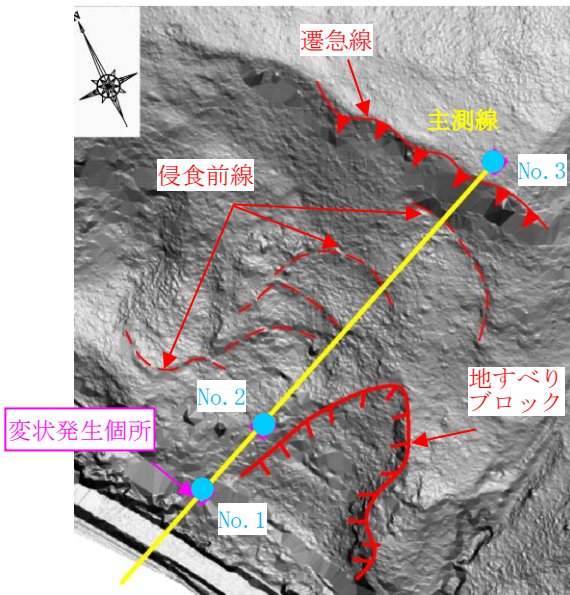 遷急線
主測線
No.3
侵食前線
No.2
地すべり
ブロック
変状発生個所
No.1